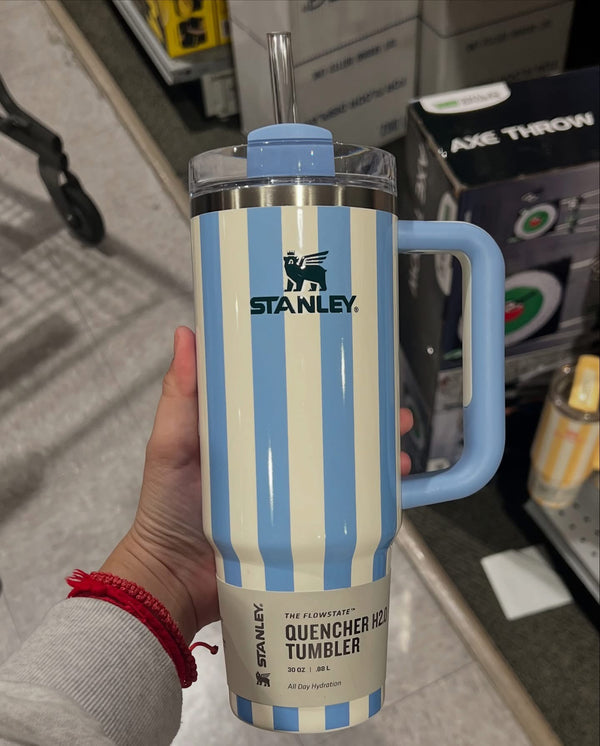 AXE THROW
STANLEY®
STANLEY®
THE FLOWSTATE™
QUENCHER H2.0
TUMBLER
30 OZ | .88 L
All Day Hydration